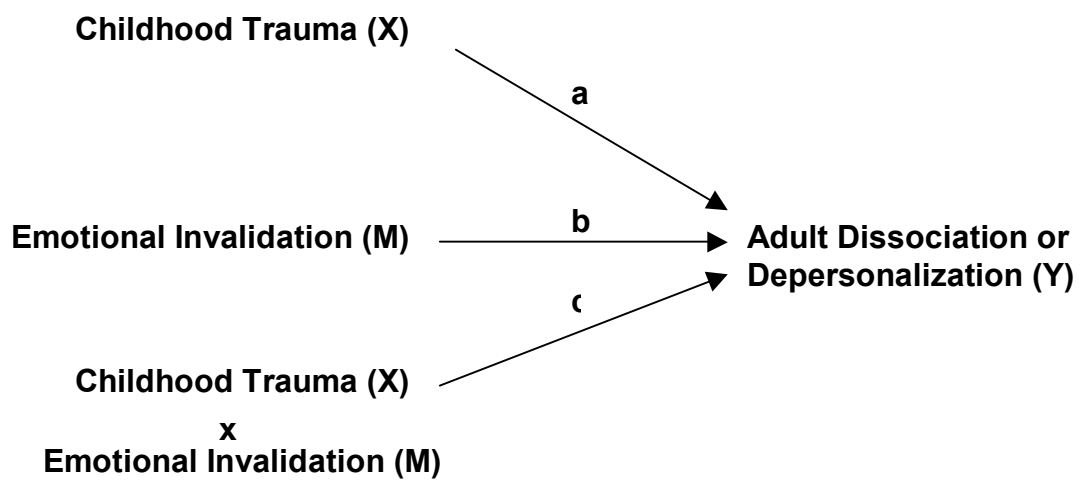 Childhood Trauma (X)
a
Emotional Invalidation (M)
b
Adult Dissociation or
Depersonalization (Y)
c
Childhood Trauma (X)
x
Emotional Invalidation (M)